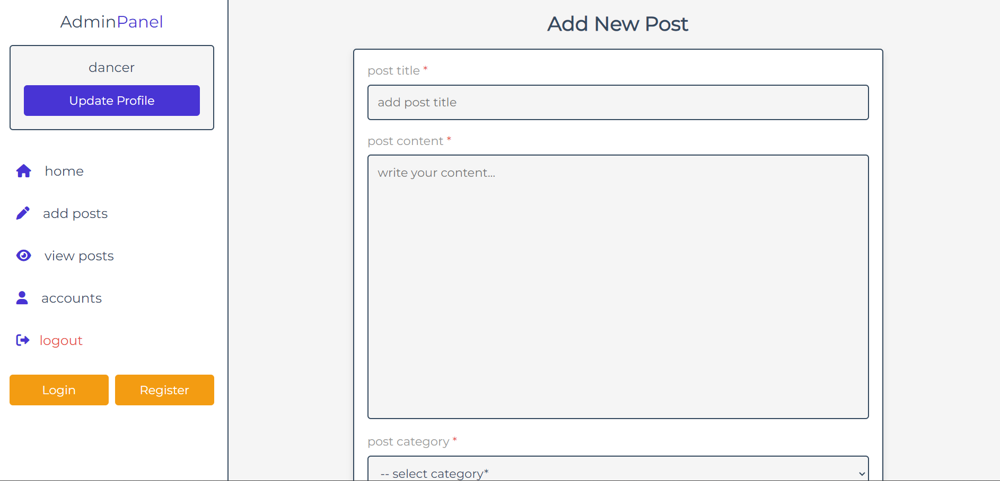 AdminPanel
dancer
Update Profile
home
add posts
view posts
accounts
logout
Login
Register
Add New Post
post title *
add post title
post content *
write your content...
post category *
-- select category*